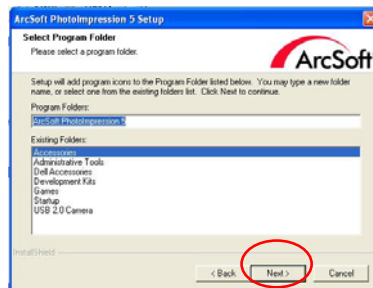 ArcSoft PhotoImpression 5 Setup
Select Program Folder
Please select a program folder.
ArcSoft
Setup will add program icons to the Program Folder listed below. You may type a new folder
name, or select one from the existing folders list. Click Next to continue.
Program Folders:
ArcSoft PhotoImpression 5
Existing Folders:
Accessories
Administrative Tools
Dell Accessories
Development Kits
Games
Startup
USB 2.0 Camera
InstallShield
< Back
Next >
Cancel